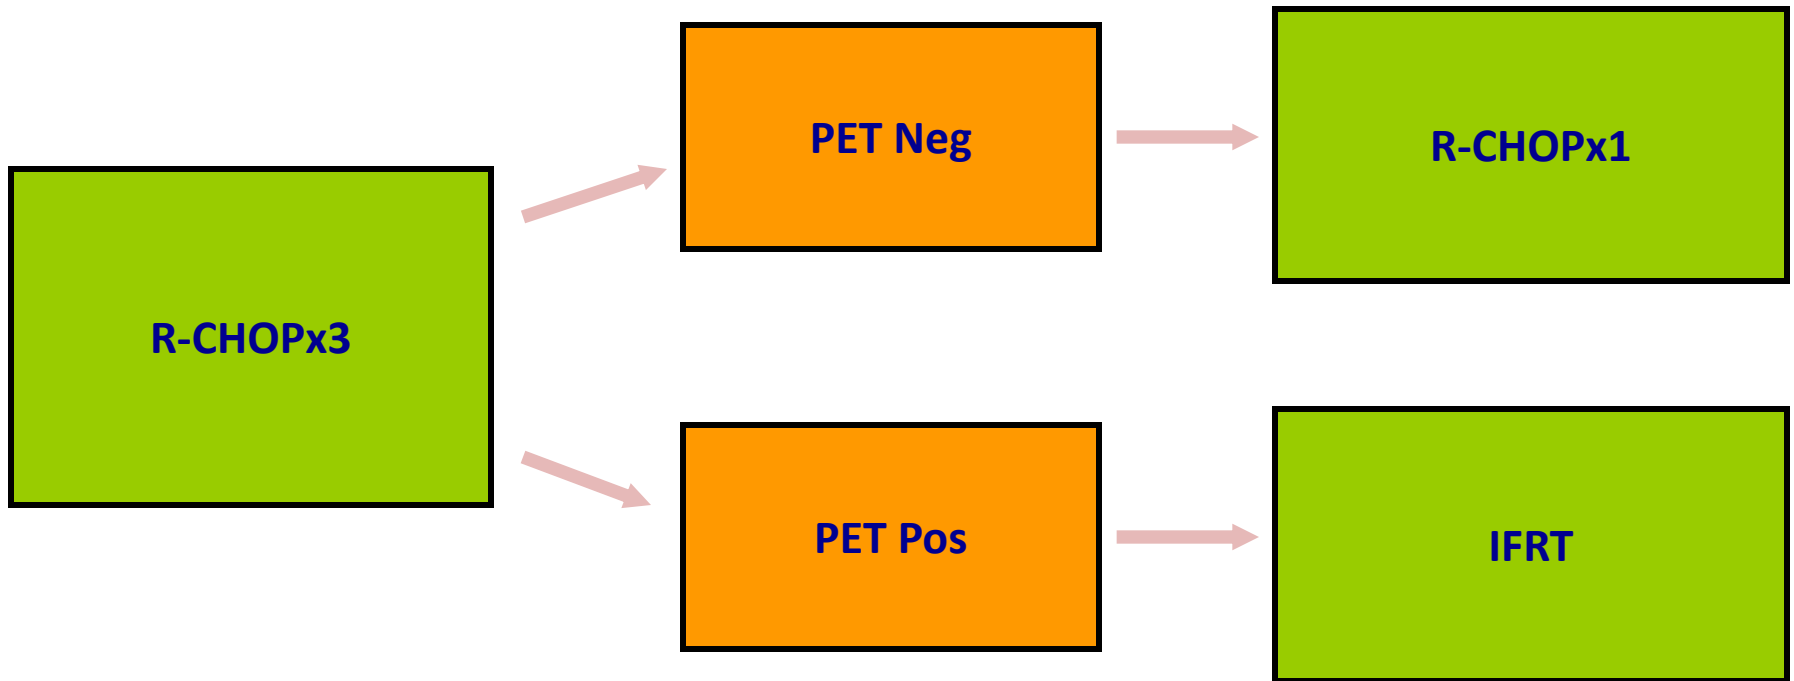 R-CHOPx3
PET Neg
R-CHOPx1
PET Pos
IFRT